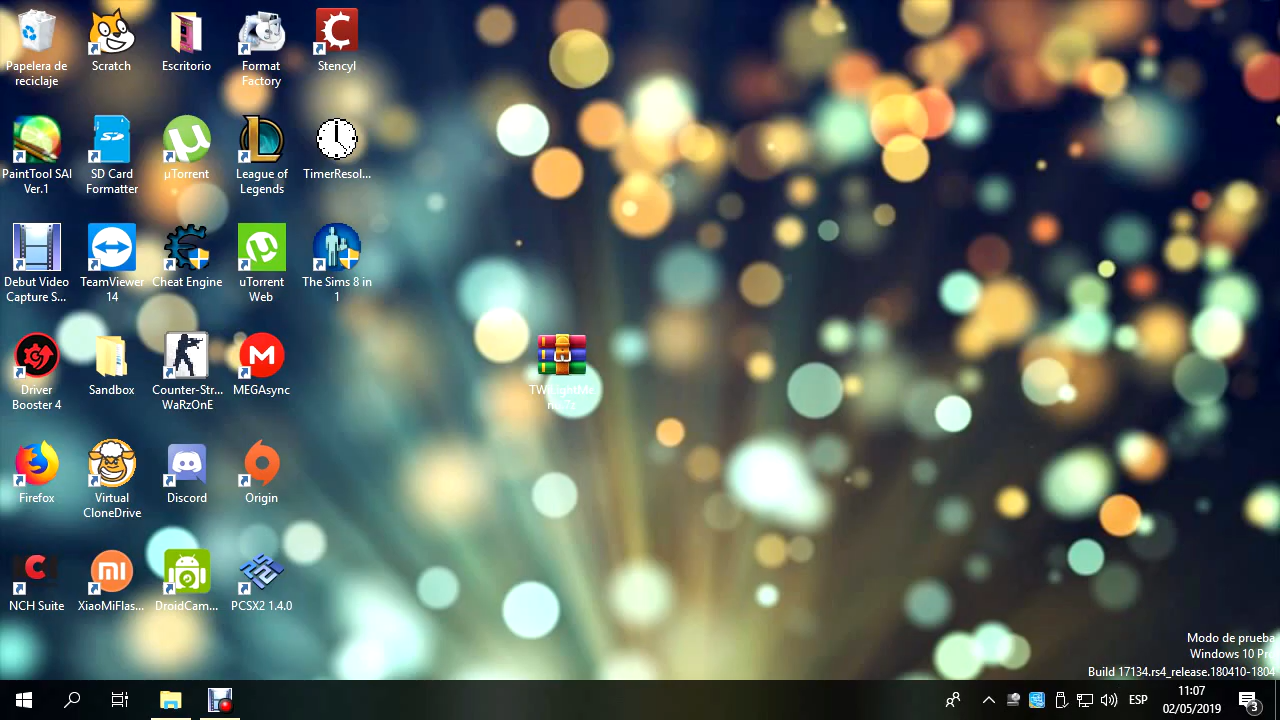 Papelera de
reciclaje
Scratch
Escritorio
Format
Factory
Stencyl
PaintTool SAI
Ver.1
SD Card
Formatter
µTorrent
League of
Legends
TimerResol...
Debut Video
Capture S...
TeamViewer
14
Cheat Engine
uTorrent
Web
The Sims 8 in
1
Driver
Booster 4
Sandbox
Counter-Str...
WaRzOnE
MEGAsync
Firefox
Virtual
CloneDrive
Discord
Origin
NCH Suite
XiaoMiFlas...
DroidCam...
PCSX2 1.4.0
Modo de prueba
Windows 10 Pr
Build 17134.rs4_release.180410-1804
ESP
11:07
02/05/2019
3